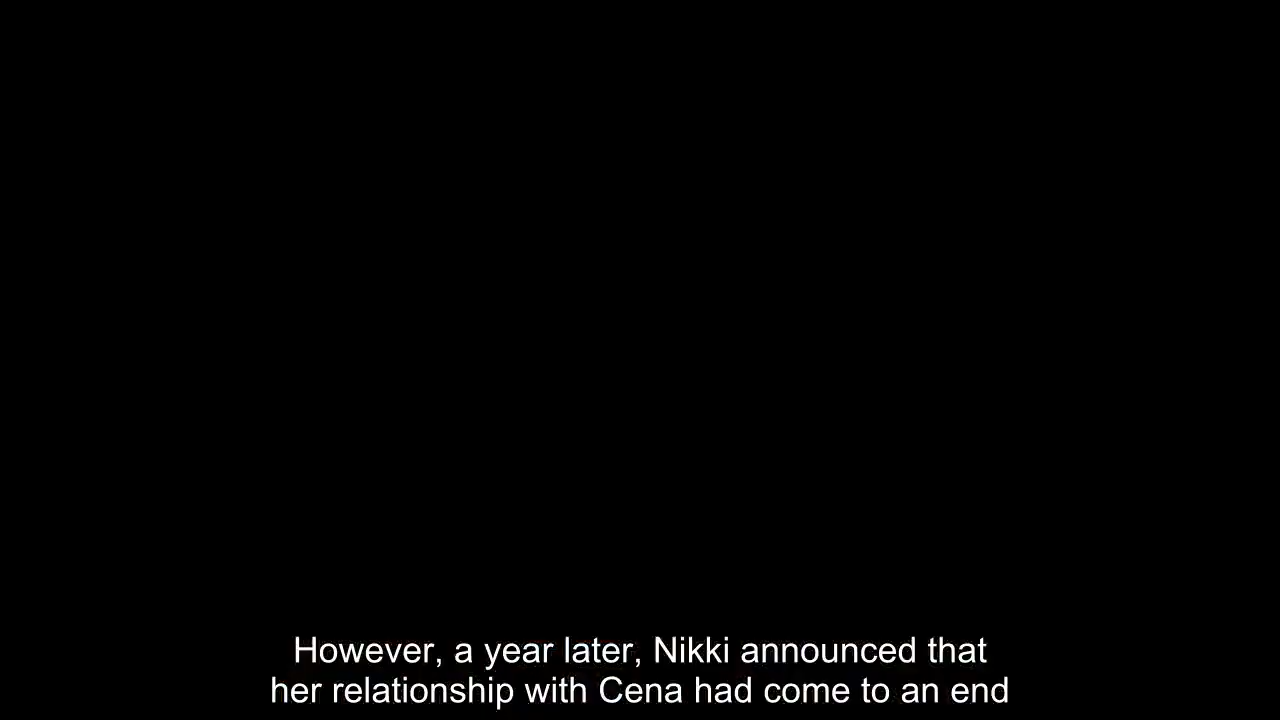 However, a year later, Nikki announced that
her relationship with Cena had come to an end